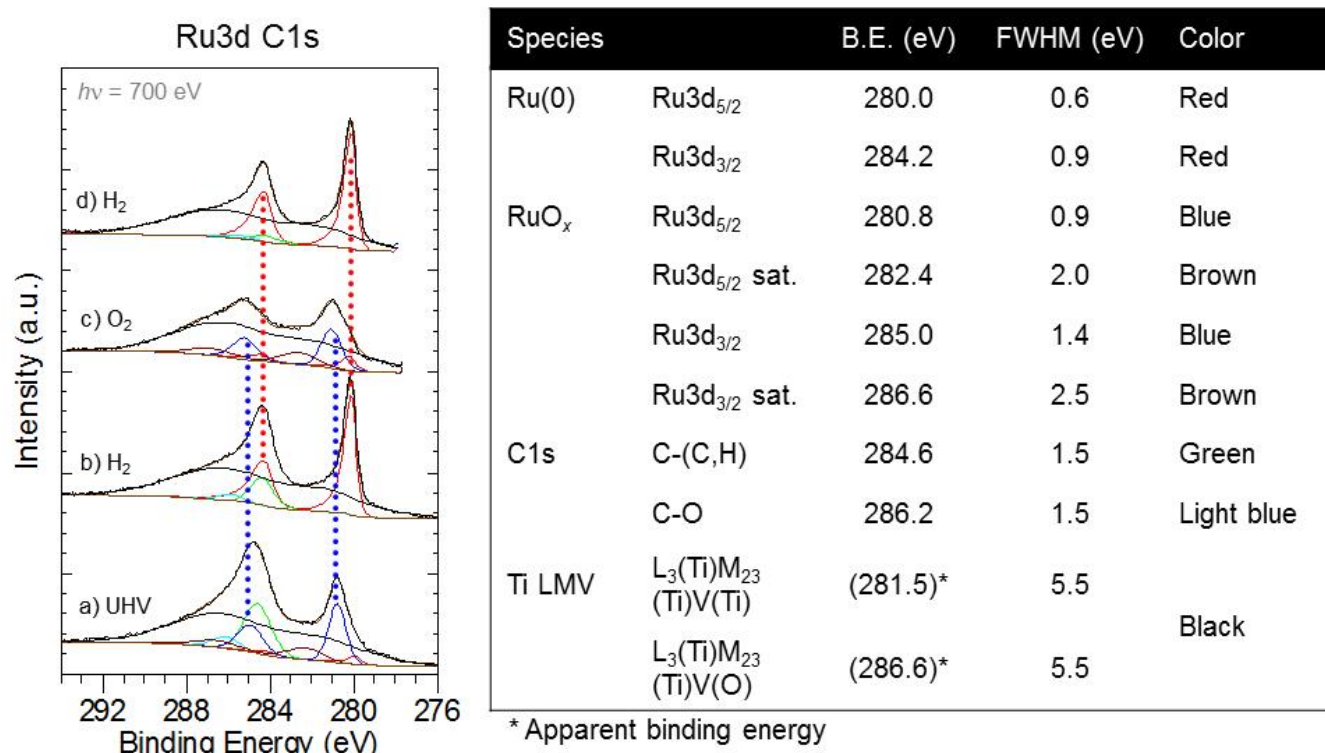 Ru3d C1s
hν = 700 eV
d) H₂
c) O₂
b) H₂
a) UHV
Intensity (a.u.)
292 288 284 280 276
Binding Energy (eV)
Species B.E. (eV) FWHM (eV) Color
Ru(0) Ru3d₅/₂ 280.0 0.6 Red
Ru3d₃/₂ 284.2 0.9 Red
RuOₓ Ru3d₅/₂ 280.8 0.9 Blue
Ru3d₅/₂ sat. 282.4 2.0 Brown
Ru3d₃/₂ 285.0 1.4 Blue
Ru3d₃/₂ sat. 286.6 2.5 Brown
C1s C-(C,H) 284.6 1.5 Green
C-O 286.2 1.5 Light blue
Ti LMV L₃(Ti)M₂₃
(Ti)V(Ti) (281.5)* 5.5
Black
L₃(Ti)M₂₃
(Ti)V(O) (286.6)* 5.5
* Apparent binding energy